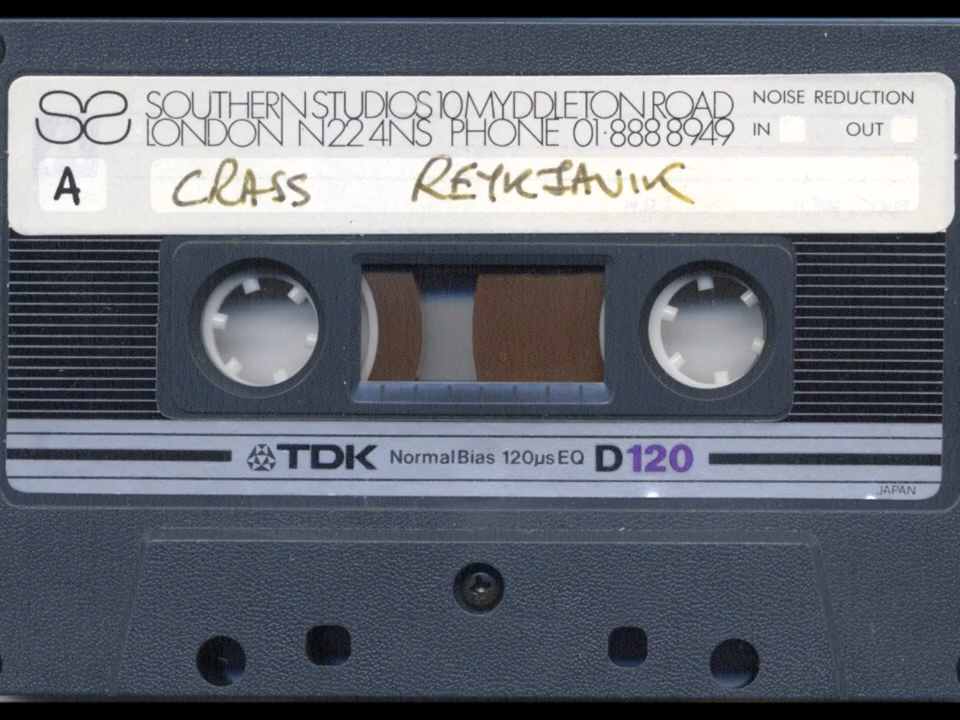 SOUTHERN STUDIOS 10 MYDDLETON ROAD
LONDON N22 4NS PHONE 01·888 8949
NOISE REDUCTION
IN OUT
A CRASS REYKJAVIK
TDK Normal Bias 120µs EQ D120
JAPAN